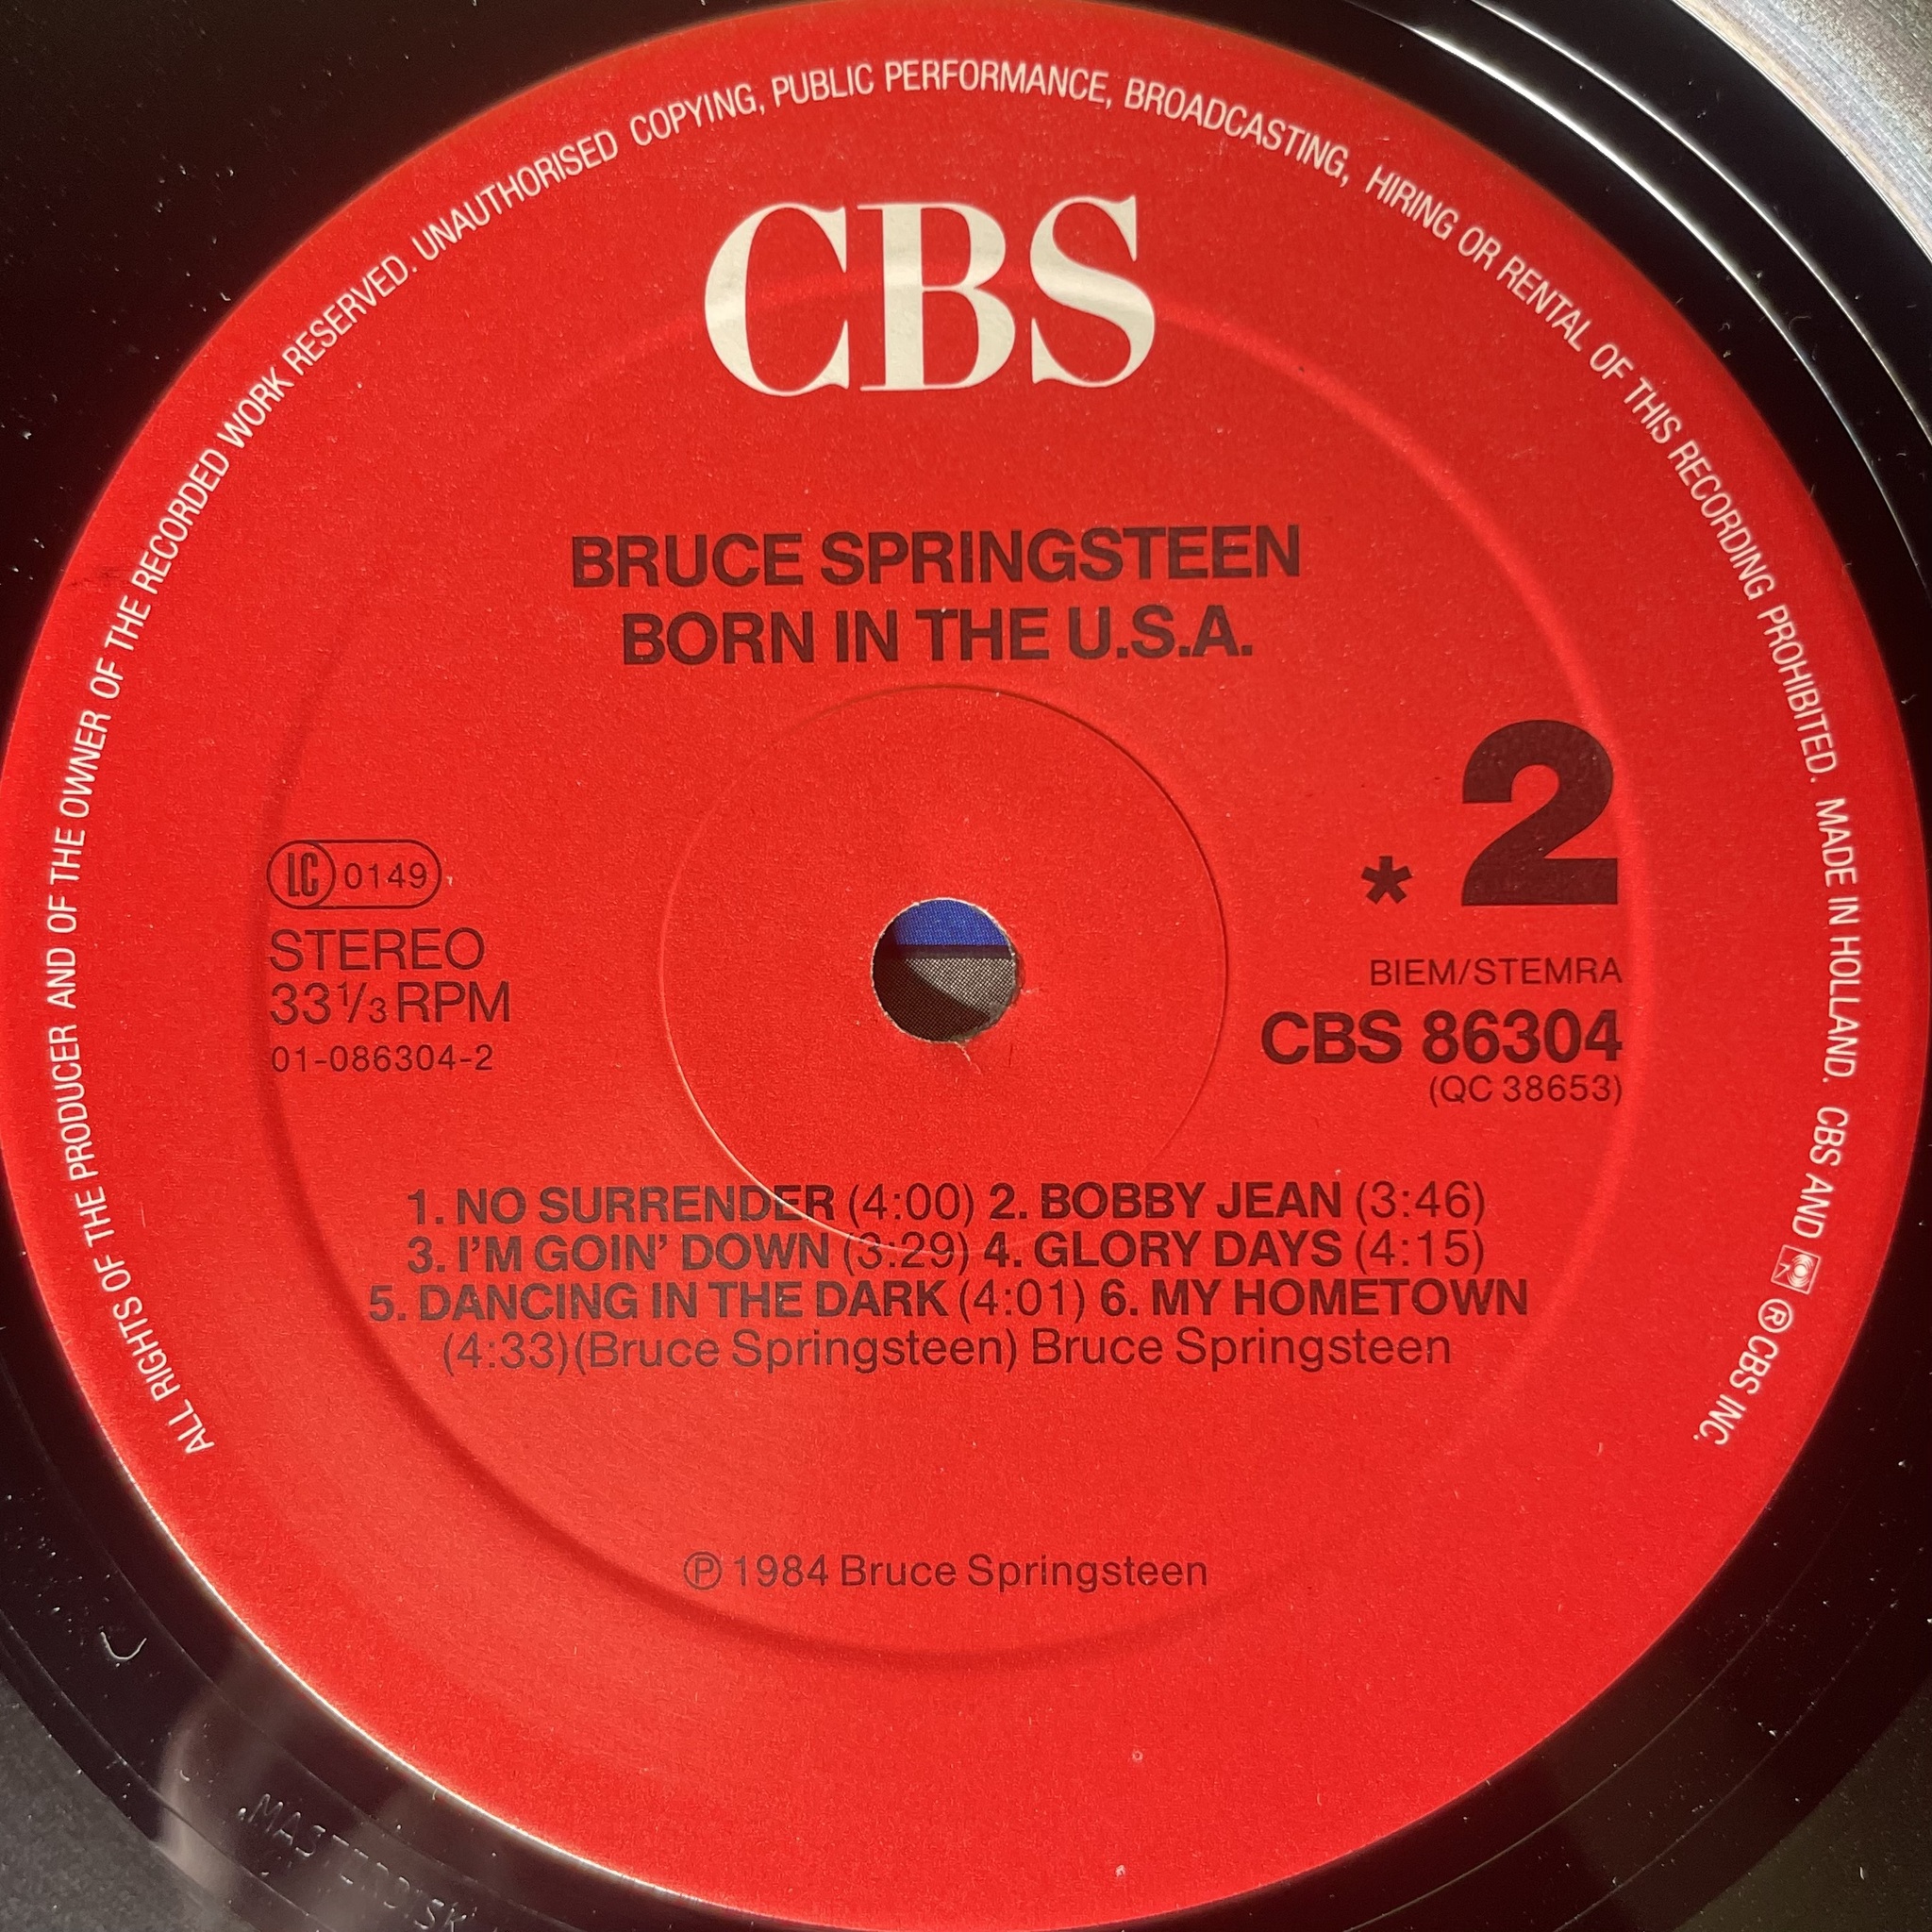 ALL RIGHTS OF THE PRODUCER AND OF THE OWNER OF THE RECORDED WORK RESERVED. UNAUTHORISED COPYING, PUBLIC PERFORMANCE, BROADCASTING, HIRING OR RENTAL OF THIS RECORDING PROHIBITED. MADE IN HOLLAND. CBS AND ® CBS INC.
CBS
BRUCE SPRINGSTEEN
BORN IN THE U.S.A.
* 2
LC 0149
STEREO
33 1/3 RPM
01-086304-2
BIEM/STEMRA
CBS 86304
(QC 38653)
1. NO SURRENDER (4:00) 2. BOBBY JEAN (3:46)
3. I'M GOIN' DOWN (3:29) 4. GLORY DAYS (4:15)
5. DANCING IN THE DARK (4:01) 6. MY HOMETOWN
(4:33)(Bruce Springsteen) Bruce Springsteen
℗ 1984 Bruce Springsteen
MASTERDISK